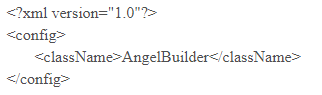 <?xml version="1.0"?>
<config>
<className>AngelBuilder</className>
</config>